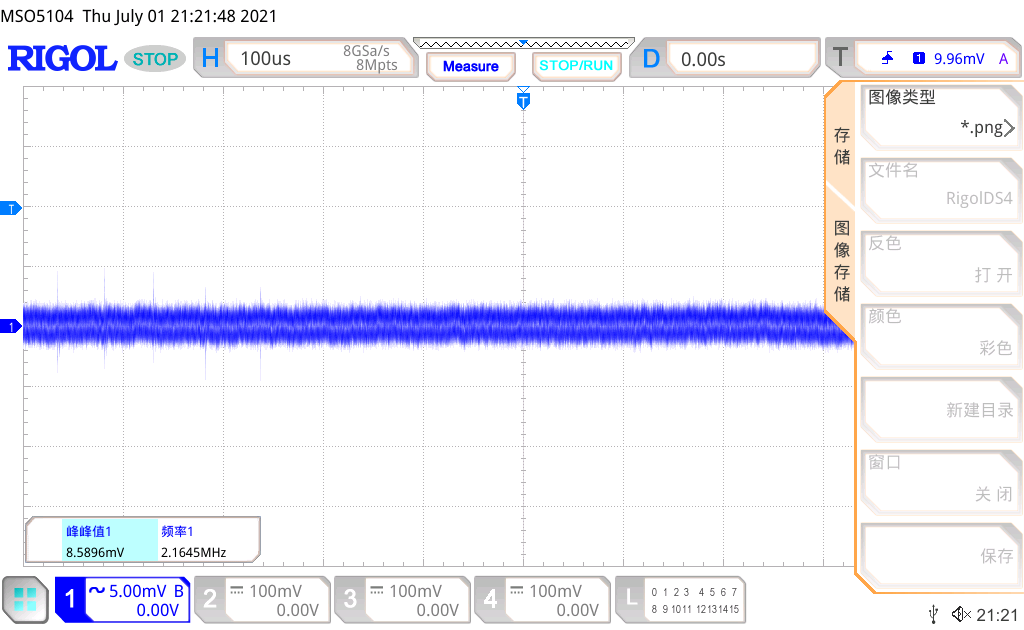 MSO5104 Thu July 01 21:21:48 2021
RIGOL STOP H 100us 8GSa/s 8Mpts Measure STOP/RUN D 0.00s T 1 9.96mV A
T
T
1
存储
图像存储
图像类型
*.png
文件名
RigolDS4
反色
打开
颜色
彩色
新建目录
窗口
关闭
保存
峰峰值1 频率1
8.5896mV 2.1645MHz
1 5.00mV B
0.00V
2 100mV
0.00V
3 100mV
0.00V
4 100mV
0.00V
L 0 1 2 3 4 5 6 7
8 9 10 11 12 13 14 15
21:21